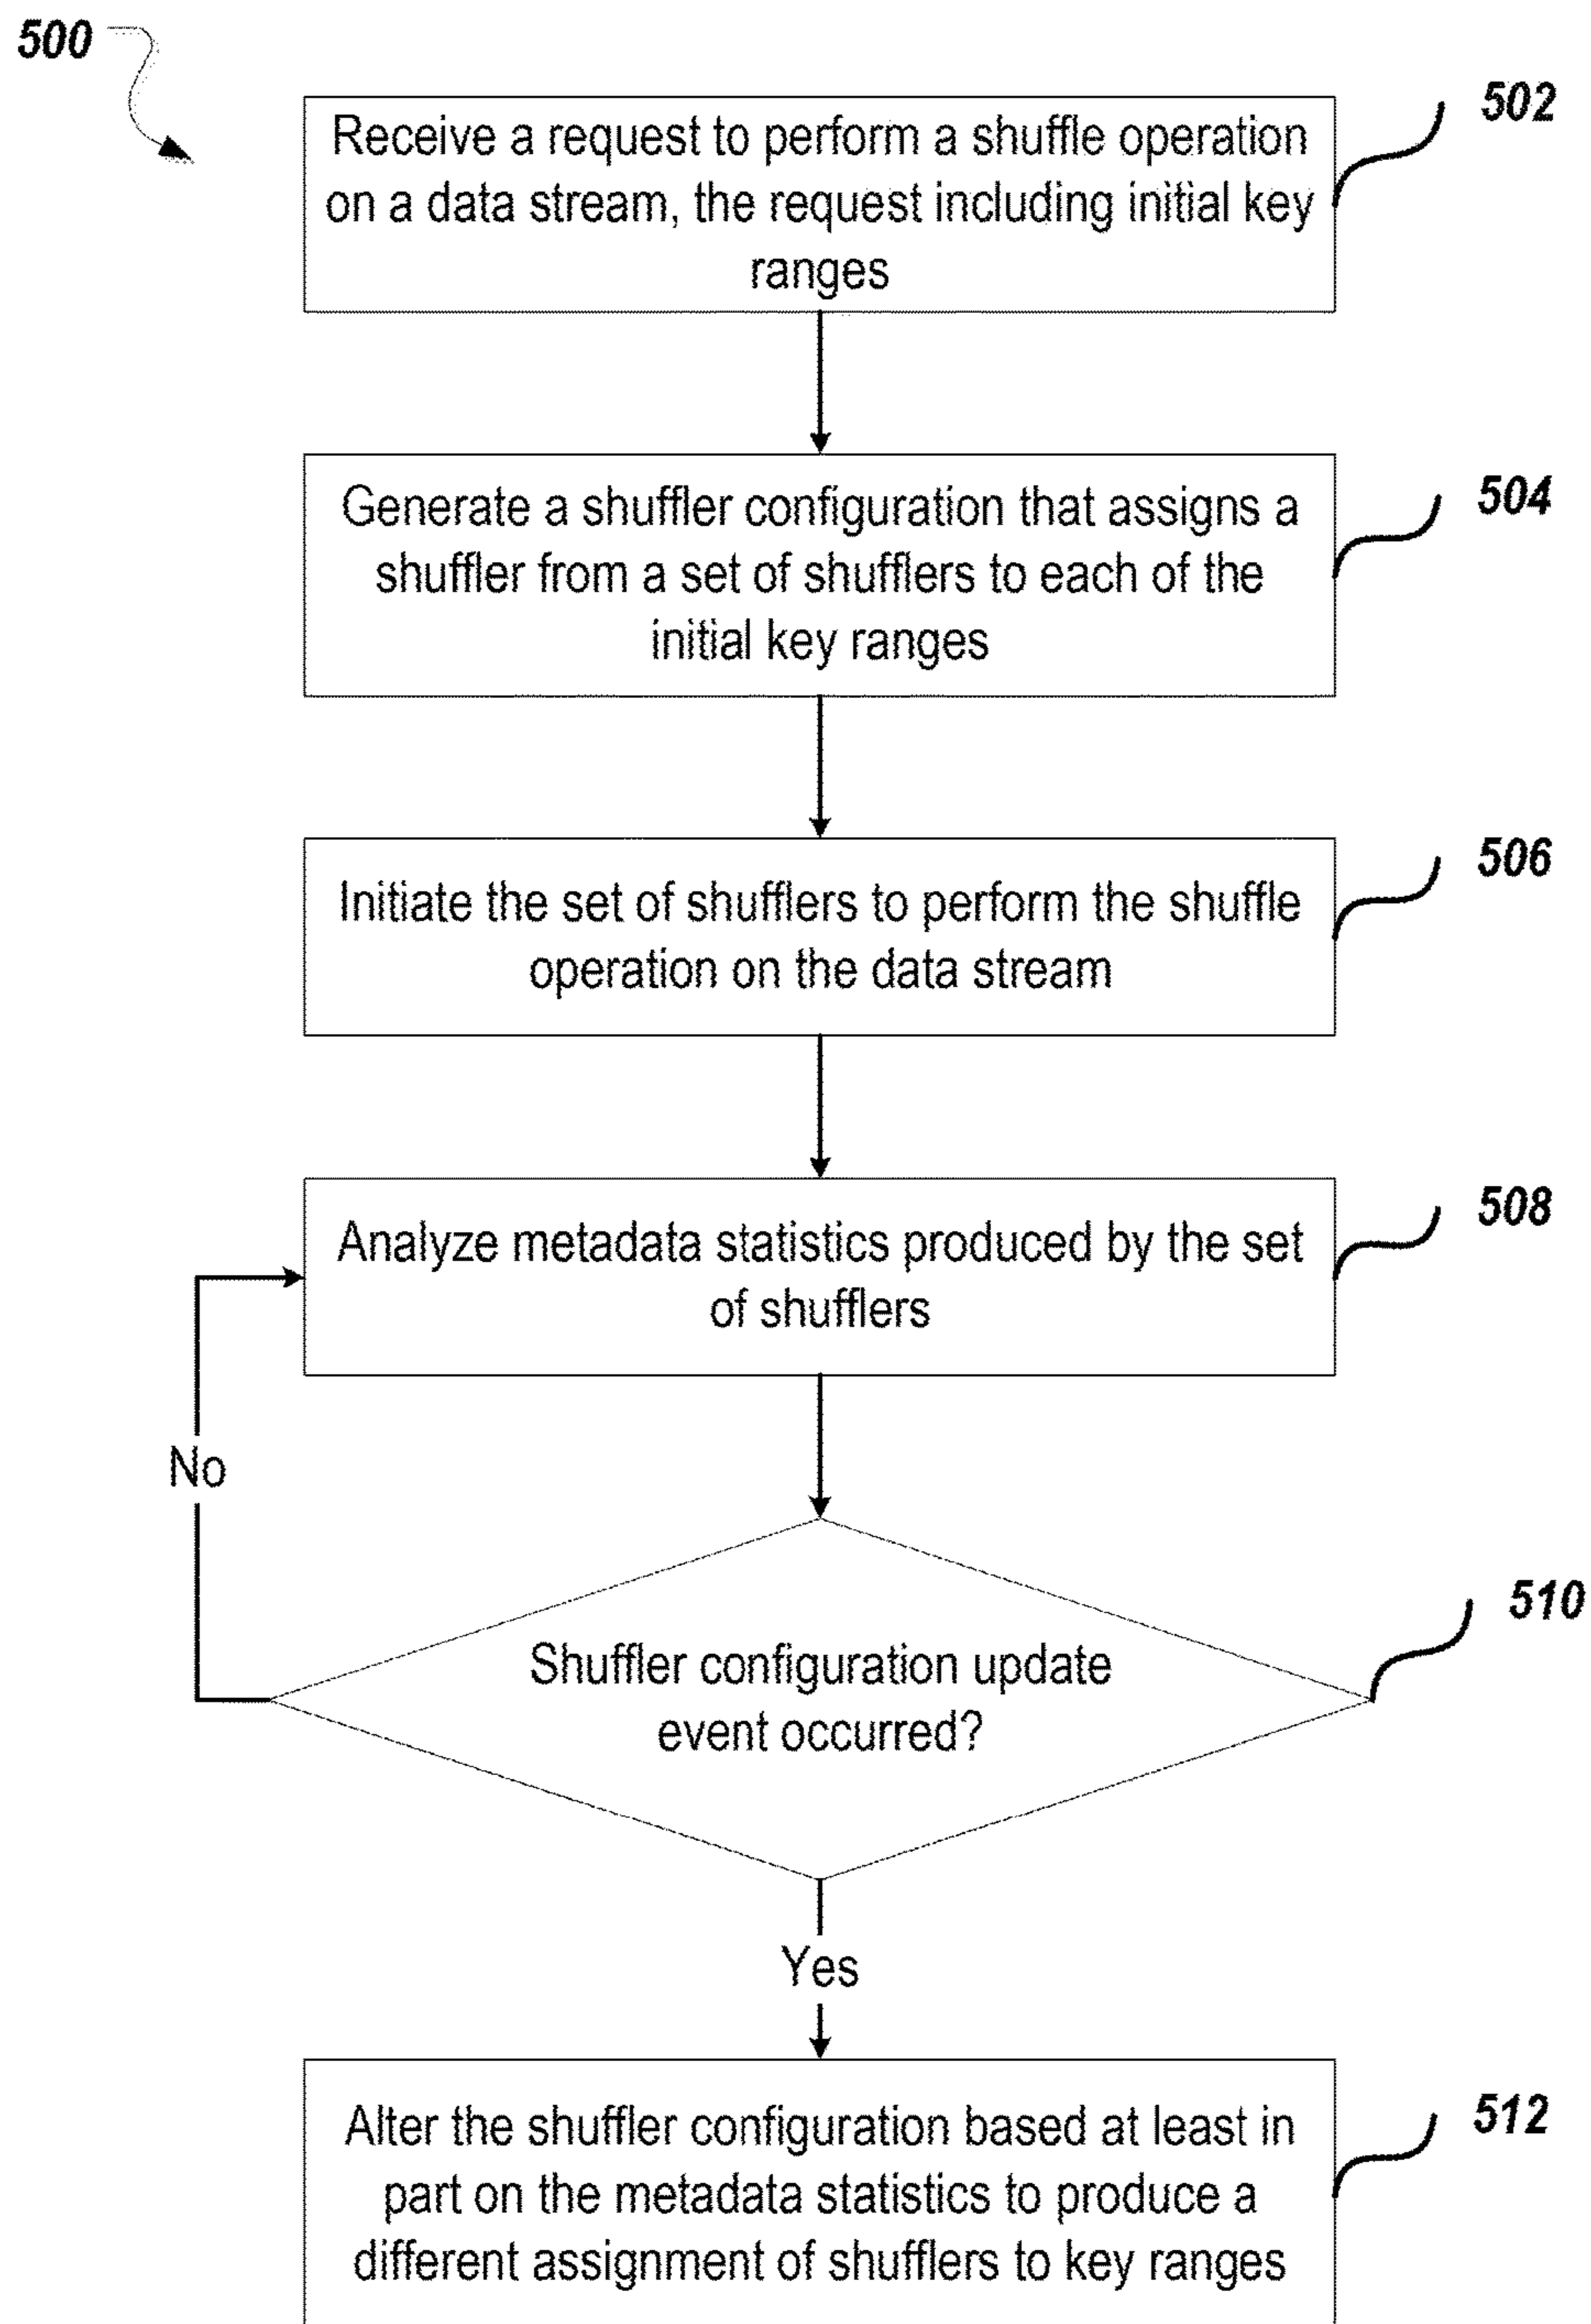 500
502
Receive a request to perform a shuffle operation
on a data stream, the request including initial key
ranges
504
Generate a shuffler configuration that assigns a
shuffler from a set of shufflers to each of the
initial key ranges
506
Initiate the set of shufflers to perform the shuffle
operation on the data stream
508
Analyze metadata statistics produced by the set
of shufflers
No
510
Shuffler configuration update
event occurred?
Yes
512
Alter the shuffler configuration based at least in
part on the metadata statistics to produce a
different assignment of shufflers to key ranges